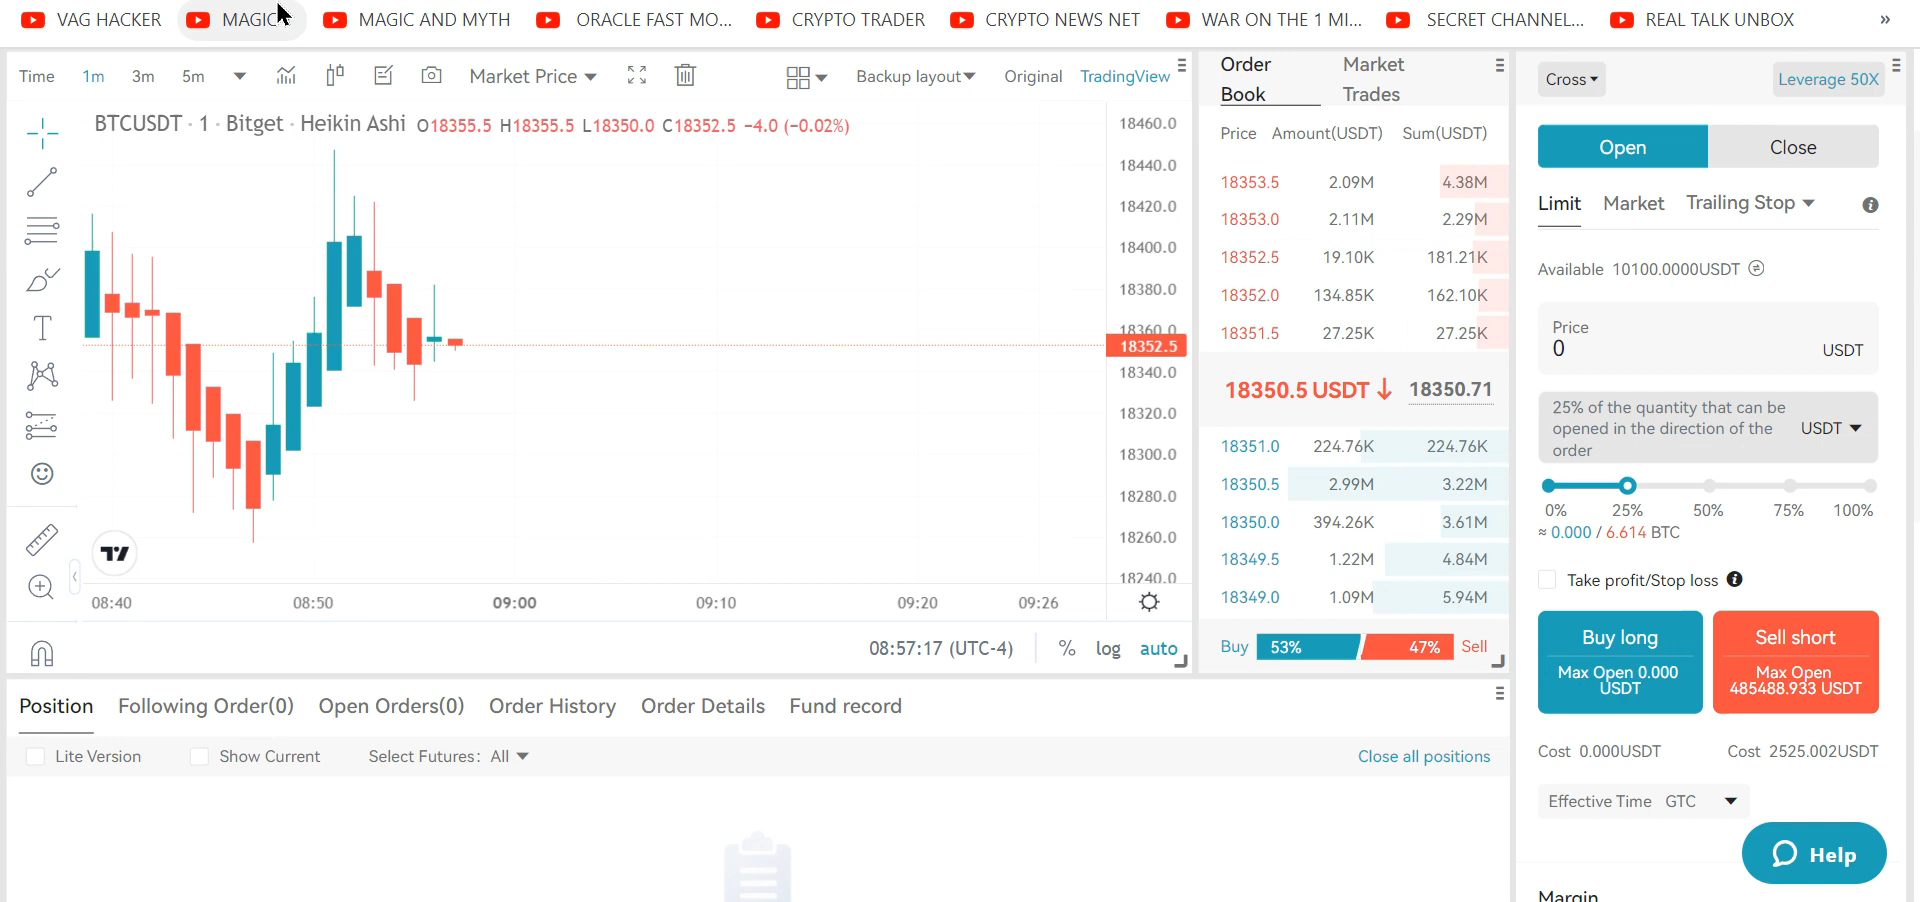 VAG HACKER
MAGIC
MAGIC AND MYTH
ORACLE FAST MO...
CRYPTO TRADER
CRYPTO NEWS NET
WAR ON THE 1 MI...
SECRET CHANNEL...
REAL TALK UNBOX
»
Time 1m 3m 5m Market Price Backup layout Original TradingView
BTCUSDT · 1 · Bitget · Heikin Ashi O18355.5 H18355.5 L18350.0 C18352.5 -4.0 (-0.02%)
18460.0
18440.0
18420.0
18400.0
18380.0
18360.0
18352.5
18340.0
18320.0
18300.0
18280.0
18260.0
18240.0
08:40 08:50 09:00 09:10 09:20 09:26
08:57:17 (UTC-4) % log auto
Order Book
Market Trades
Price Amount(USDT) Sum(USDT)
18353.5 2.09M 4.38M
18353.0 2.11M 2.29M
18352.5 19.10K 181.21K
18352.0 134.85K 162.10K
18351.5 27.25K 27.25K
18350.5 USDT 18350.71
18351.0 224.76K 224.76K
18350.5 2.99M 3.22M
18350.0 394.26K 3.61M
18349.5 1.22M 4.84M
18349.0 1.09M 5.94M
Buy 53% 47% Sell
Cross Leverage 50X
Open Close
Limit Market Trailing Stop
Available 10100.0000USDT
Price
0 USDT
25% of the quantity that can be
opened in the direction of the
order
USDT
0% 25% 50% 75% 100%
≈ 0.000 / 6.614 BTC
Take profit/Stop loss
Buy long
Max Open 0.000
USDT
Sell short
Max Open
485488.933 USDT
Cost 0.000USDT Cost 2525.002USDT
Effective Time GTC
Help
Margin
Position Following Order(0) Open Orders(0) Order History Order Details Fund record
Lite Version Show Current Select Futures: All Close all positions